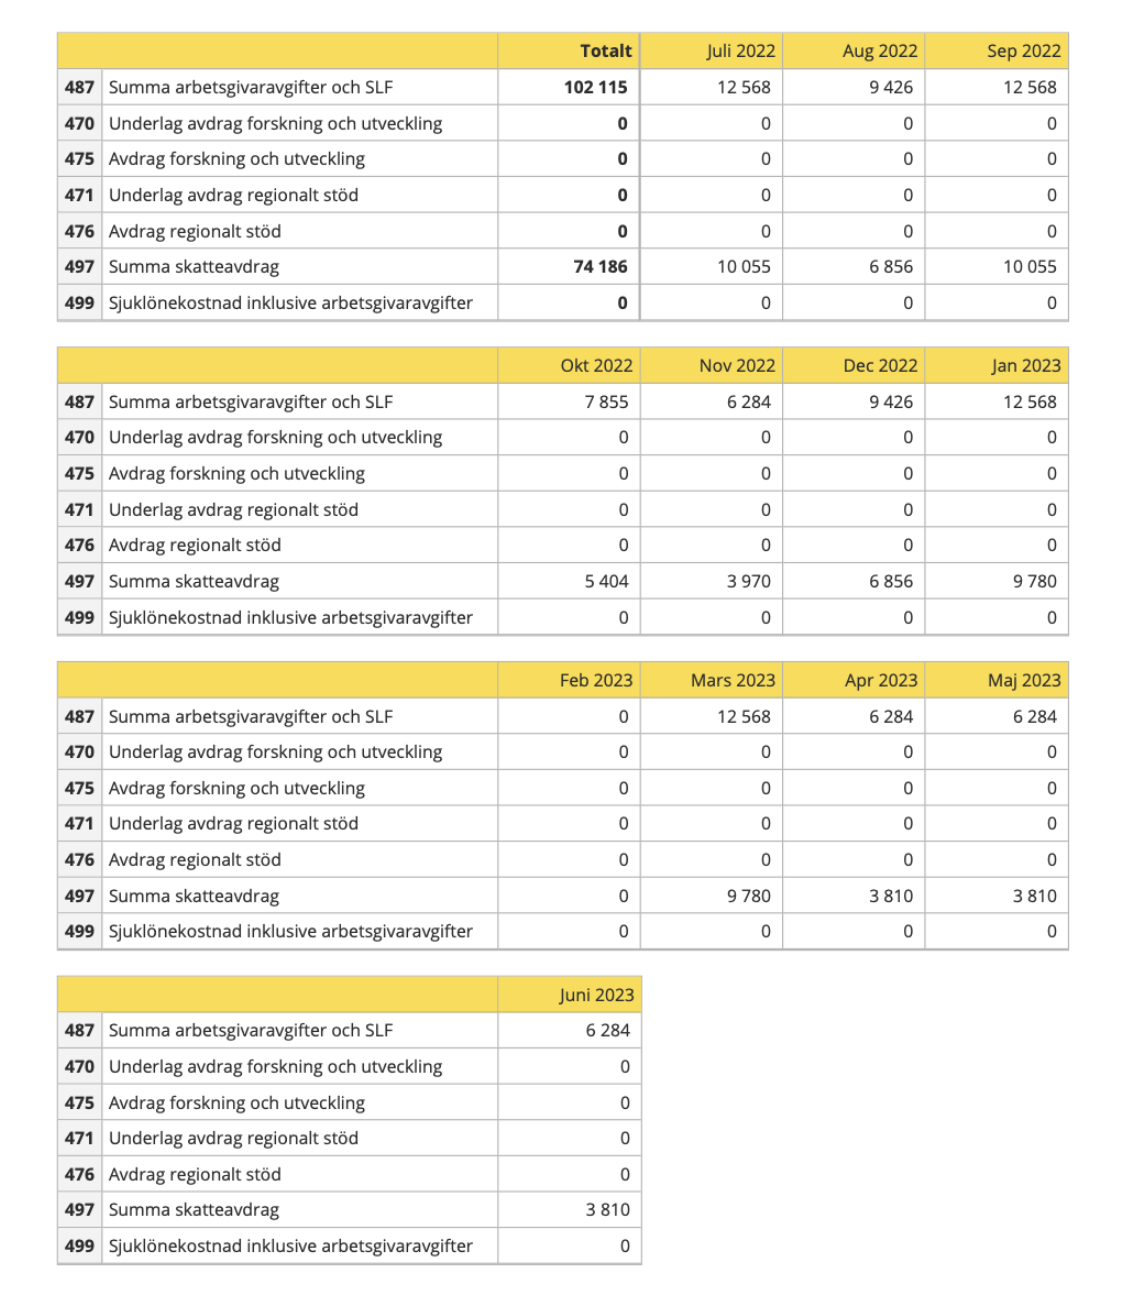 Totalt Juli 2022 Aug 2022 Sep 2022
487 Summa arbetsgivaravgifter och SLF 102 115 12 568 9 426 12 568
470 Underlag avdrag forskning och utveckling 0 0 0 0
475 Avdrag forskning och utveckling 0 0 0 0
471 Underlag avdrag regionalt stöd 0 0 0 0
476 Avdrag regionalt stöd 0 0 0 0
497 Summa skatteavdrag 74 186 10 055 6 856 10 055
499 Sjuklönekostnad inklusive arbetsgivaravgifter 0 0 0 0
Okt 2022 Nov 2022 Dec 2022 Jan 2023
487 Summa arbetsgivaravgifter och SLF 7 855 6 284 9 426 12 568
470 Underlag avdrag forskning och utveckling 0 0 0 0
475 Avdrag forskning och utveckling 0 0 0 0
471 Underlag avdrag regionalt stöd 0 0 0 0
476 Avdrag regionalt stöd 0 0 0 0
497 Summa skatteavdrag 5 404 3 970 6 856 9 780
499 Sjuklönekostnad inklusive arbetsgivaravgifter 0 0 0 0
Feb 2023 Mars 2023 Apr 2023 Maj 2023
487 Summa arbetsgivaravgifter och SLF 0 12 568 6 284 6 284
470 Underlag avdrag forskning och utveckling 0 0 0 0
475 Avdrag forskning och utveckling 0 0 0 0
471 Underlag avdrag regionalt stöd 0 0 0 0
476 Avdrag regionalt stöd 0 0 0 0
497 Summa skatteavdrag 0 9 780 3 810 3 810
499 Sjuklönekostnad inklusive arbetsgivaravgifter 0 0 0 0
Juni 2023
487 Summa arbetsgivaravgifter och SLF 6 284
470 Underlag avdrag forskning och utveckling 0
475 Avdrag forskning och utveckling 0
471 Underlag avdrag regionalt stöd 0
476 Avdrag regionalt stöd 0
497 Summa skatteavdrag 3 810
499 Sjuklönekostnad inklusive arbetsgivaravgifter 0